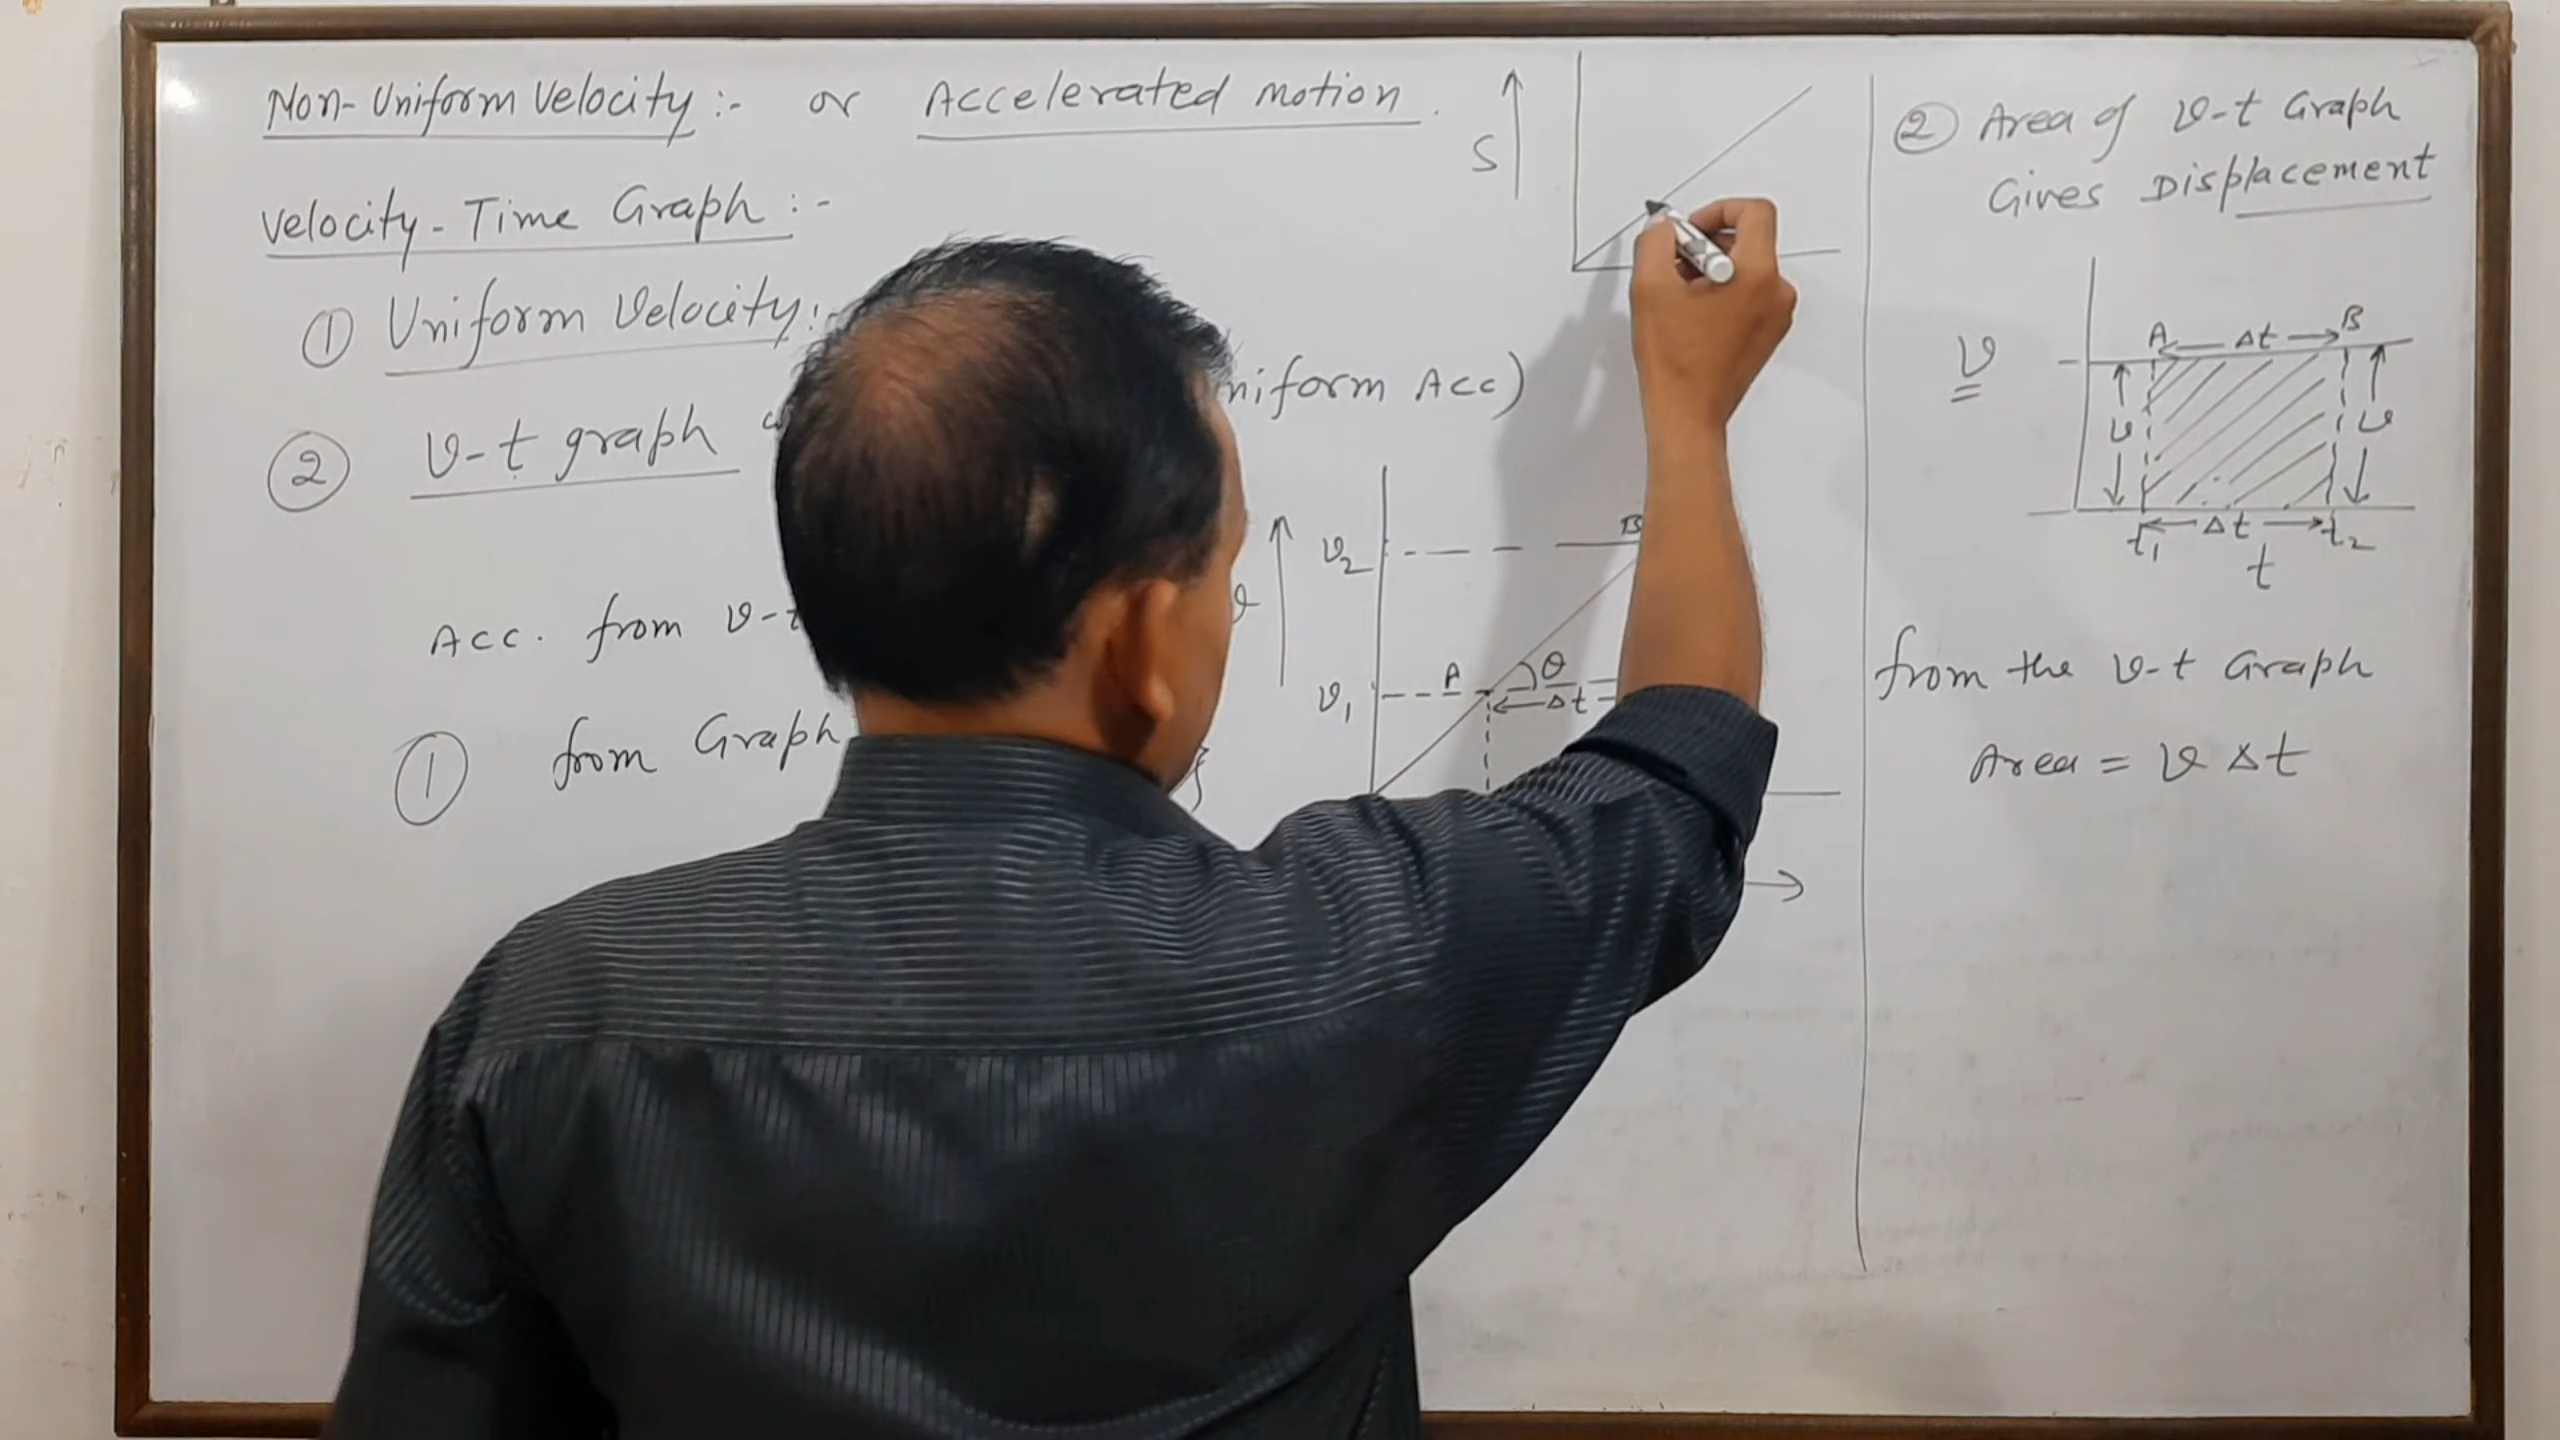 Non-Uniform Velocity :- or Accelerated motion.
Velocity-Time Graph :-
① Uniform Velocity :-
② v-t graph
niform Acc)
Acc. from v-t
① from Graph
S
v
v2
v1
A
B
θ
Δt
② Area of v-t Graph
Gives Displacement
A Δt B
v
v
v
t1 Δt t2
t
from the v-t Graph
Area = v Δt